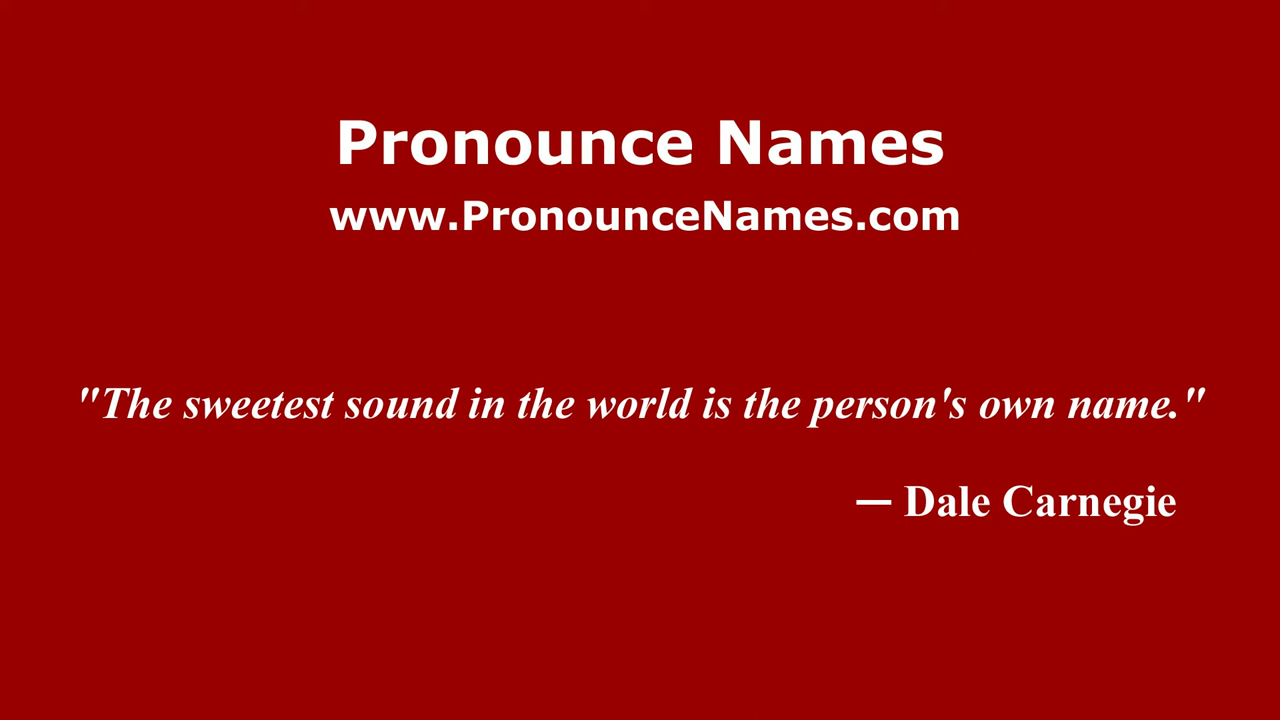 Pronounce Names
www.PronounceNames.com
"The sweetest sound in the world is the person's own name."
— Dale Carnegie